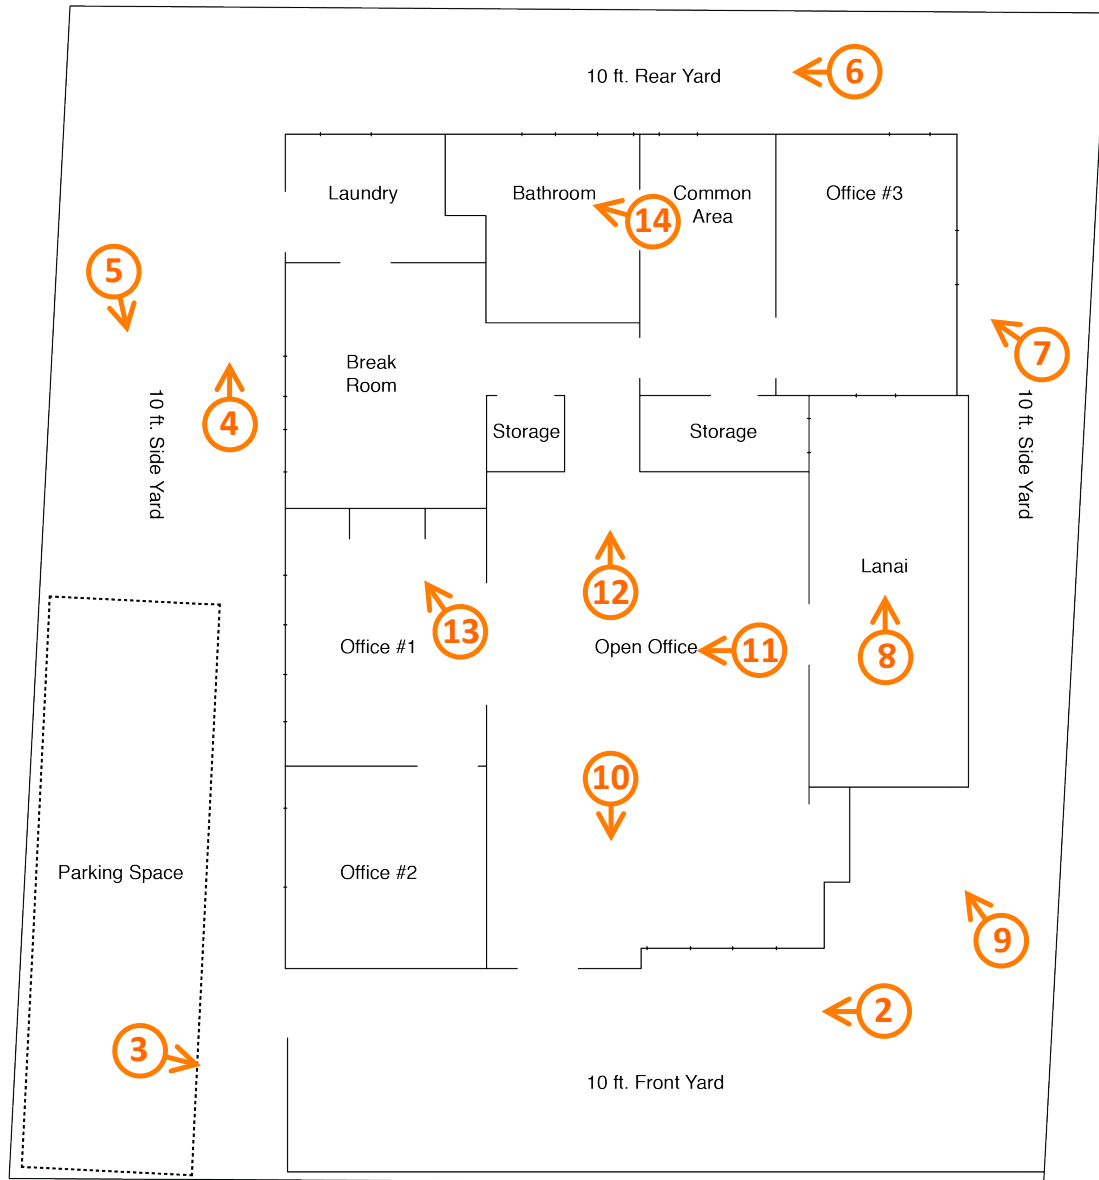 10 ft. Rear Yard
6
Laundry
Bathroom
Common
Area
Office #3
14
5
7
Break
Room
10 ft. Side Yard
4
10 ft. Side Yard
Storage
Storage
Lanai
12
13
Office #1
Open Office
11
8
10
Parking Space
Office #2
9
2
3
10 ft. Front Yard